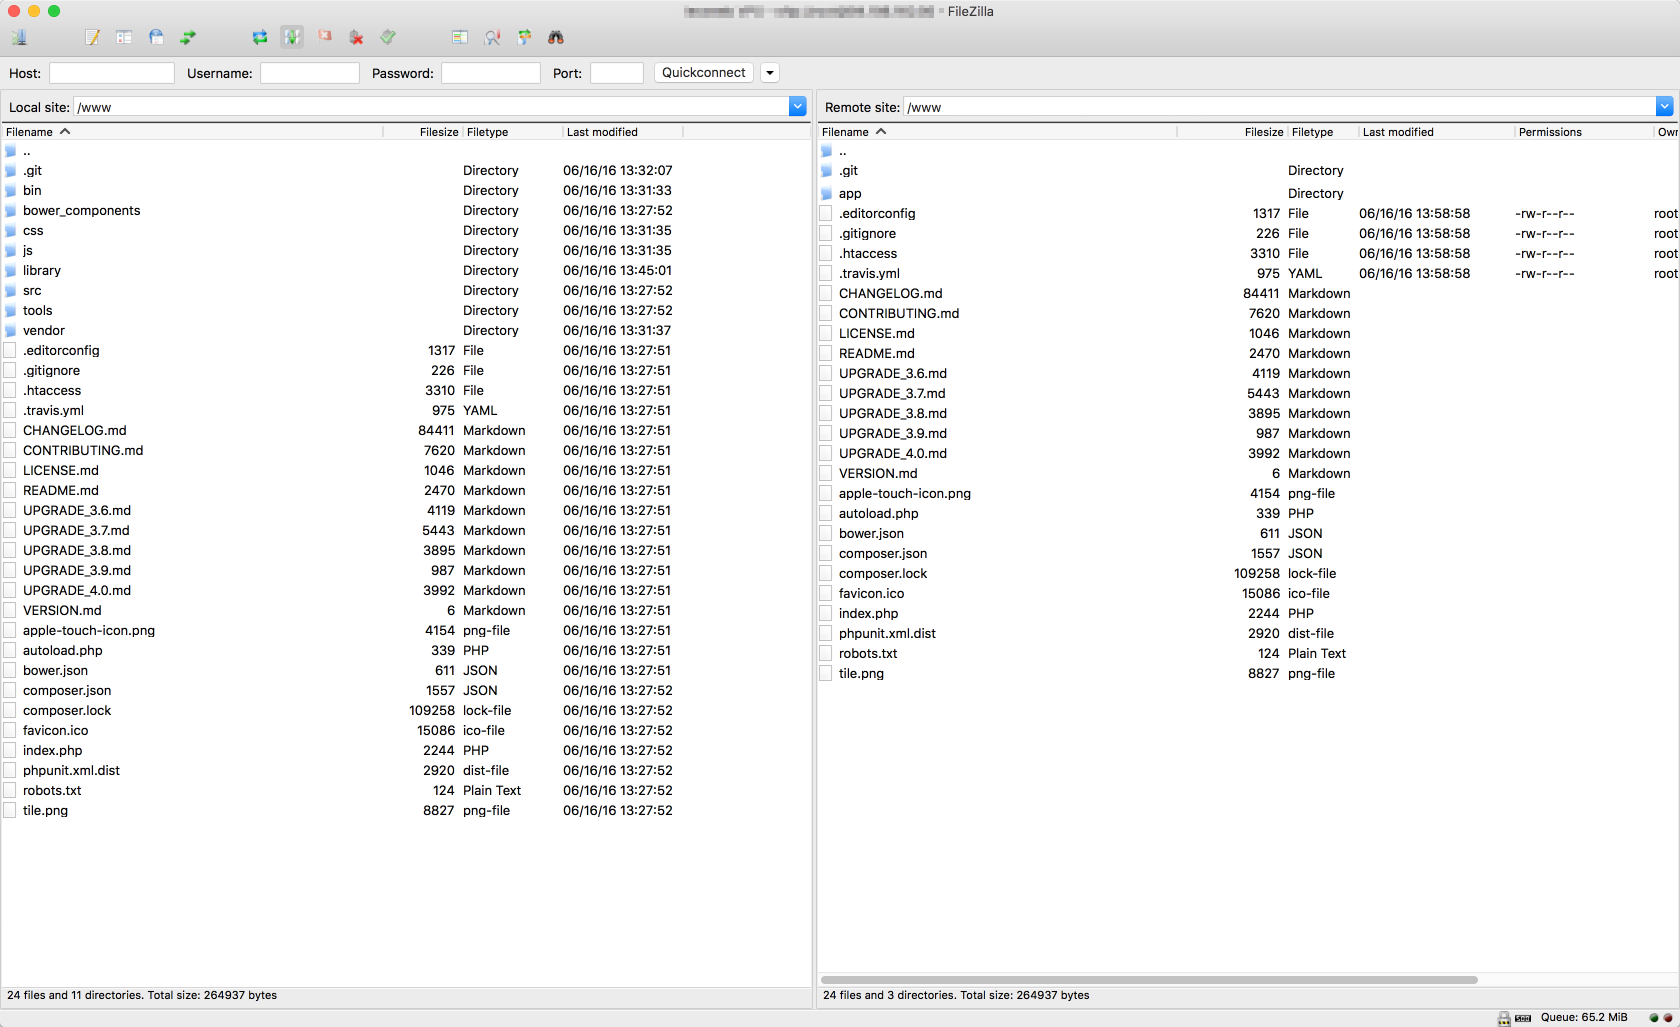 - FileZilla
Host: Username: Password: Port: Quickconnect
Local site: /www
Filename Filesize Filetype Last modified
..
.git Directory 06/16/16 13:32:07
bin Directory 06/16/16 13:31:33
bower_components Directory 06/16/16 13:27:52
css Directory 06/16/16 13:31:35
js Directory 06/16/16 13:31:35
library Directory 06/16/16 13:45:01
src Directory 06/16/16 13:27:52
tools Directory 06/16/16 13:27:52
vendor Directory 06/16/16 13:31:37
.editorconfig 1317 File 06/16/16 13:27:51
.gitignore 226 File 06/16/16 13:27:51
.htaccess 3310 File 06/16/16 13:27:51
.travis.yml 975 YAML 06/16/16 13:27:51
CHANGELOG.md 84411 Markdown 06/16/16 13:27:51
CONTRIBUTING.md 7620 Markdown 06/16/16 13:27:51
LICENSE.md 1046 Markdown 06/16/16 13:27:51
README.md 2470 Markdown 06/16/16 13:27:51
UPGRADE_3.6.md 4119 Markdown 06/16/16 13:27:51
UPGRADE_3.7.md 5443 Markdown 06/16/16 13:27:51
UPGRADE_3.8.md 3895 Markdown 06/16/16 13:27:51
UPGRADE_3.9.md 987 Markdown 06/16/16 13:27:51
UPGRADE_4.0.md 3992 Markdown 06/16/16 13:27:51
VERSION.md 6 Markdown 06/16/16 13:27:51
apple-touch-icon.png 4154 png-file 06/16/16 13:27:51
autoload.php 339 PHP 06/16/16 13:27:51
bower.json 611 JSON 06/16/16 13:27:51
composer.json 1557 JSON 06/16/16 13:27:52
composer.lock 109258 lock-file 06/16/16 13:27:52
favicon.ico 15086 ico-file 06/16/16 13:27:52
index.php 2244 PHP 06/16/16 13:27:52
phpunit.xml.dist 2920 dist-file 06/16/16 13:27:52
robots.txt 124 Plain Text 06/16/16 13:27:52
tile.png 8827 png-file 06/16/16 13:27:52
24 files and 11 directories. Total size: 264937 bytes
Remote site: /www
Filename Filesize Filetype Last modified Permissions Owr
..
.git Directory
app Directory
.editorconfig 1317 File 06/16/16 13:58:58 -rw-r--r-- root
.gitignore 226 File 06/16/16 13:58:58 -rw-r--r-- root
.htaccess 3310 File 06/16/16 13:58:58 -rw-r--r-- root
.travis.yml 975 YAML 06/16/16 13:58:58 -rw-r--r-- root
CHANGELOG.md 84411 Markdown
CONTRIBUTING.md 7620 Markdown
LICENSE.md 1046 Markdown
README.md 2470 Markdown
UPGRADE_3.6.md 4119 Markdown
UPGRADE_3.7.md 5443 Markdown
UPGRADE_3.8.md 3895 Markdown
UPGRADE_3.9.md 987 Markdown
UPGRADE_4.0.md 3992 Markdown
VERSION.md 6 Markdown
apple-touch-icon.png 4154 png-file
autoload.php 339 PHP
bower.json 611 JSON
composer.json 1557 JSON
composer.lock 109258 lock-file
favicon.ico 15086 ico-file
index.php 2244 PHP
phpunit.xml.dist 2920 dist-file
robots.txt 124 Plain Text
tile.png 8827 png-file
24 files and 3 directories. Total size: 264937 bytes
Queue: 65.2 MiB